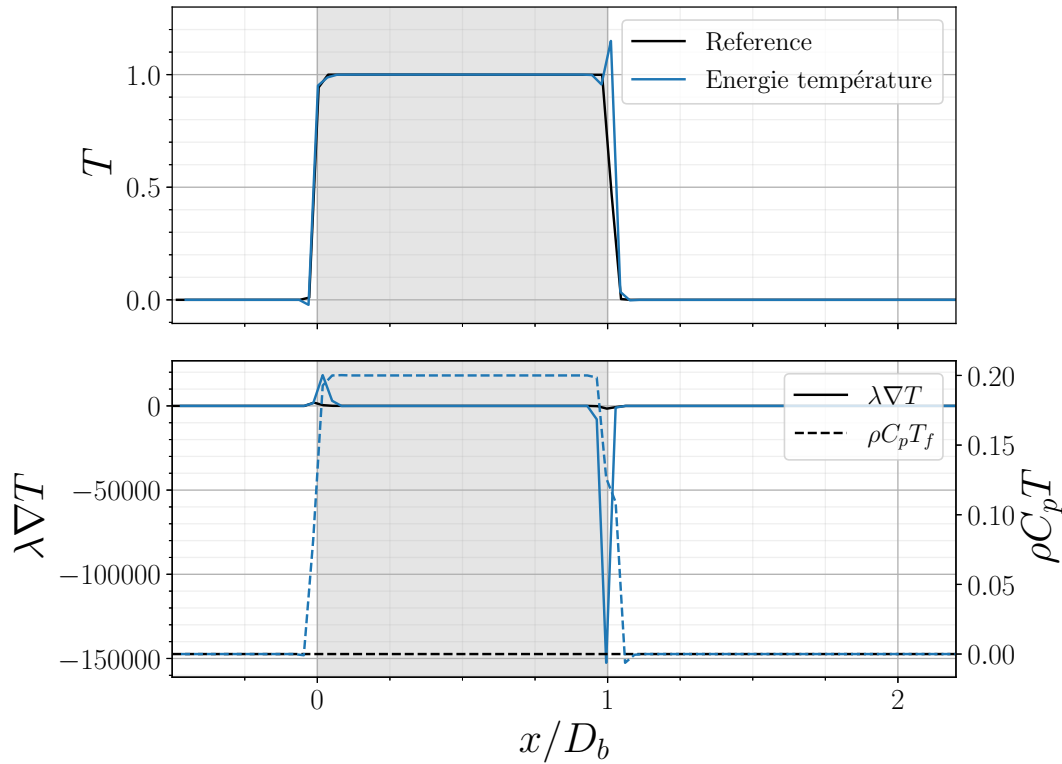 Reference
Energie température
T
1.0
0.5
0.0
λ∇T
ρC_pT_f
λ∇T
0
−50000
−100000
−150000
0.20
0.15
0.10
0.05
0.00
ρC_pT
0 1 2
x/D_b